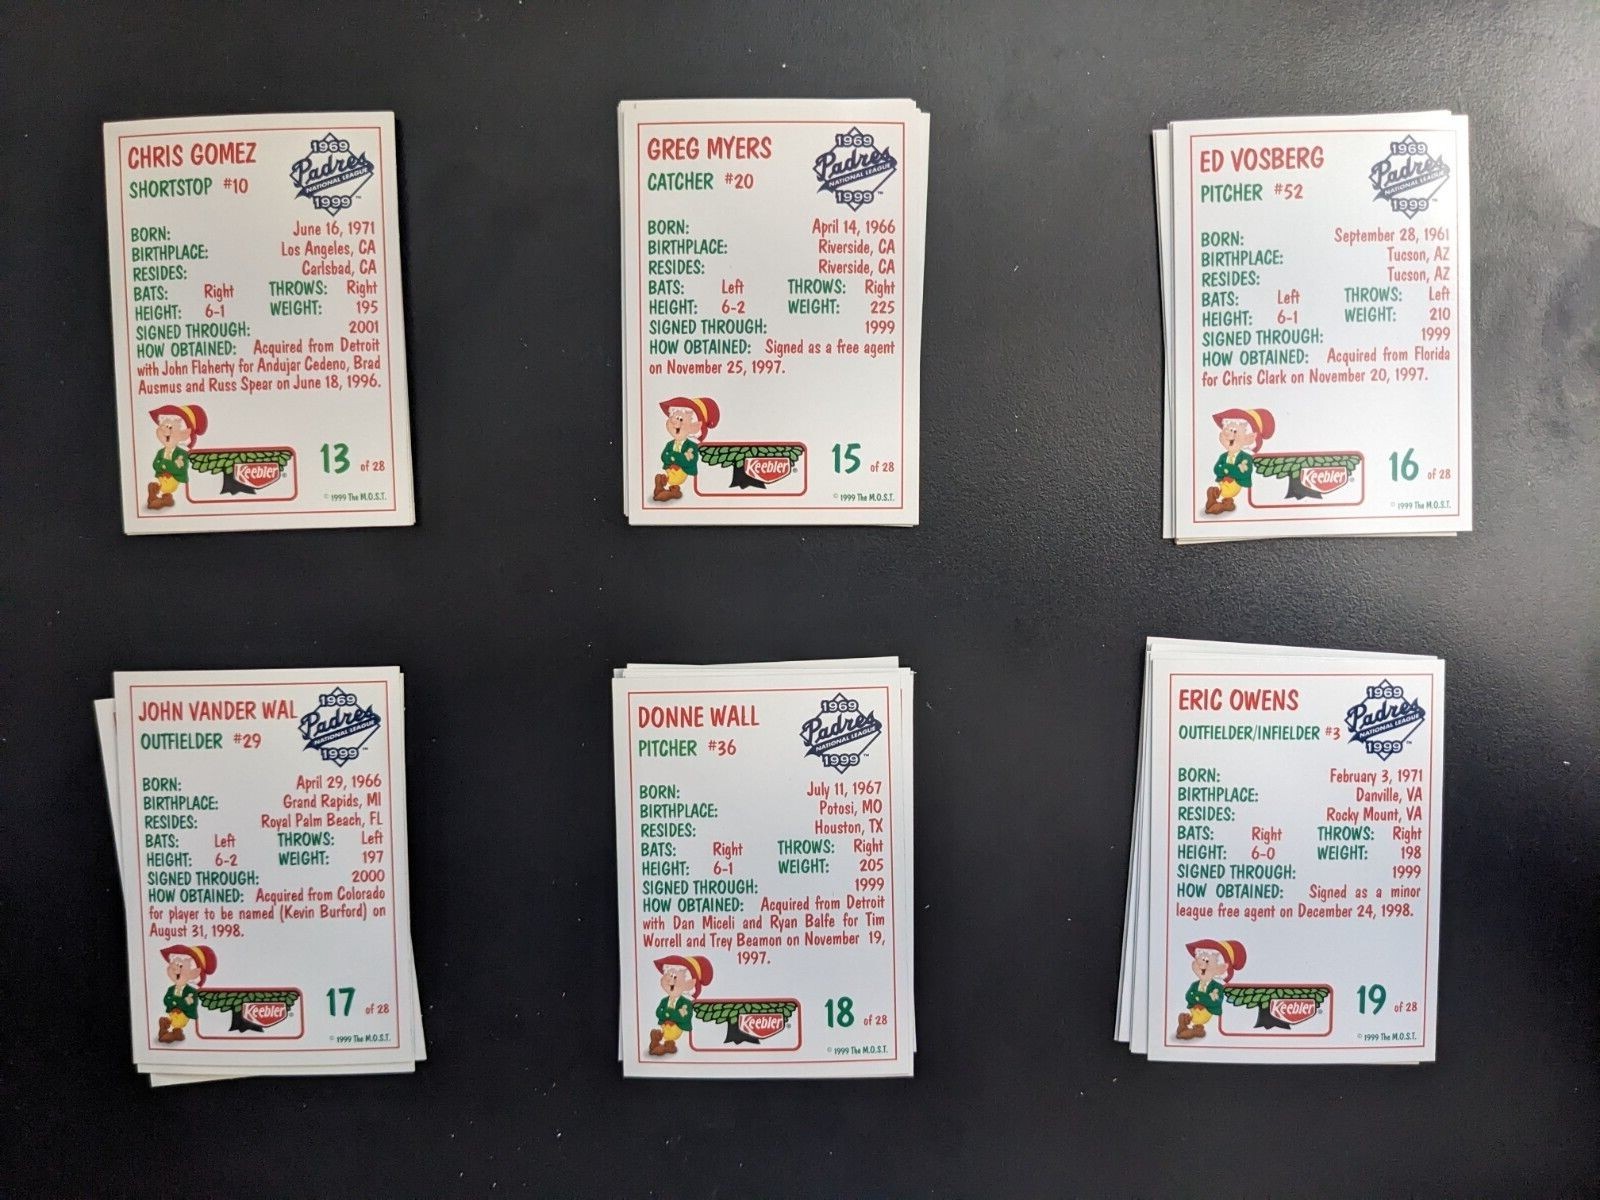 CHRIS GOMEZ
SHORTSTOP #10
1969
Padres
NATIONAL LEAGUE
1999™
BORN: June 16, 1971
BIRTHPLACE: Los Angeles, CA
RESIDES: Carlsbad, CA
BATS: Right THROWS: Right
HEIGHT: 6-1 WEIGHT: 195
SIGNED THROUGH: 2001
HOW OBTAINED: Acquired from Detroit
with John Flaherty for Andujar Cedeno, Brad
Ausmus and Russ Spear on June 18, 1996.
Keebler®
13 of 28
© 1999 The M.O.S.T.
GREG MYERS
CATCHER #20
1969
Padres
NATIONAL LEAGUE
1999™
BORN: April 14, 1966
BIRTHPLACE: Riverside, CA
RESIDES: Riverside, CA
BATS: Left THROWS: Right
HEIGHT: 6-2 WEIGHT: 225
SIGNED THROUGH: 1999
HOW OBTAINED: Signed as a free agent
on November 25, 1997.
Keebler®
15 of 28
© 1999 The M.O.S.T.
ED VOSBERG
PITCHER #52
1969
Padres
NATIONAL LEAGUE
1999™
BORN: September 28, 1961
BIRTHPLACE: Tucson, AZ
RESIDES: Tucson, AZ
BATS: Left THROWS: Left
HEIGHT: 6-1 WEIGHT: 210
SIGNED THROUGH: 1999
HOW OBTAINED: Acquired from Florida
for Chris Clark on November 20, 1997.
Keebler®
16 of 28
© 1999 The M.O.S.T.
JOHN VANDER WAL
OUTFIELDER #29
1969
Padres
NATIONAL LEAGUE
1999™
BORN: April 29, 1966
BIRTHPLACE: Grand Rapids, MI
RESIDES: Royal Palm Beach, FL
BATS: Left THROWS: Left
HEIGHT: 6-2 WEIGHT: 197
SIGNED THROUGH: 2000
HOW OBTAINED: Acquired from Colorado
for player to be named (Kevin Burford) on
August 31, 1998.
Keebler®
17 of 28
© 1999 The M.O.S.T.
DONNE WALL
PITCHER #36
1969
Padres
NATIONAL LEAGUE
1999™
BORN: July 11, 1967
BIRTHPLACE: Potosi, MO
RESIDES: Houston, TX
BATS: Right THROWS: Right
HEIGHT: 6-1 WEIGHT: 205
SIGNED THROUGH: 1999
HOW OBTAINED: Acquired from Detroit
with Dan Miceli and Ryan Balfe for Tim
Worrell and Trey Beamon on November 19,
1997.
Keebler®
18 of 28
© 1999 The M.O.S.T.
ERIC OWENS
OUTFIELDER/INFIELDER #3
1969
Padres
NATIONAL LEAGUE
1999™
BORN: February 3, 1971
BIRTHPLACE: Danville, VA
RESIDES: Rocky Mount, VA
BATS: Right THROWS: Right
HEIGHT: 6-0 WEIGHT: 198
SIGNED THROUGH: 1999
HOW OBTAINED: Signed as a minor
league free agent on December 24, 1998.
Keebler®
19 of 28
© 1999 The M.O.S.T.